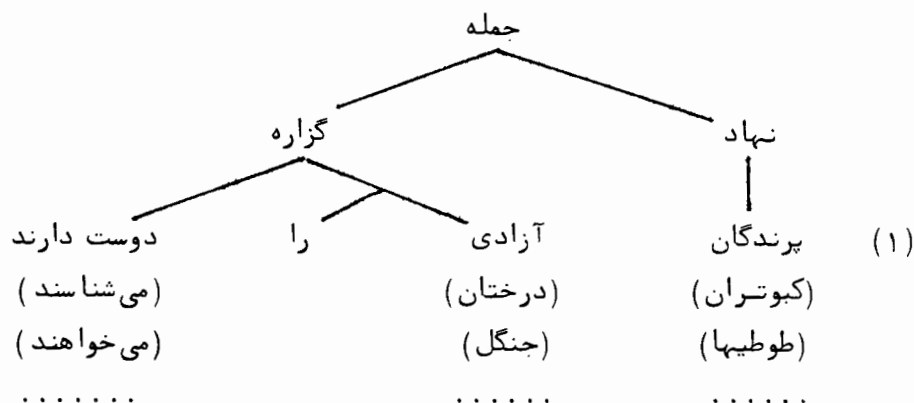 جمله
نهاد گزاره
(۱) پرندگان آزادی را دوست دارند
(کبوتران) (درختان) (می‌شناسند)
(طوطیها) (جنگل) (می‌خواهند)
...... ...... .......